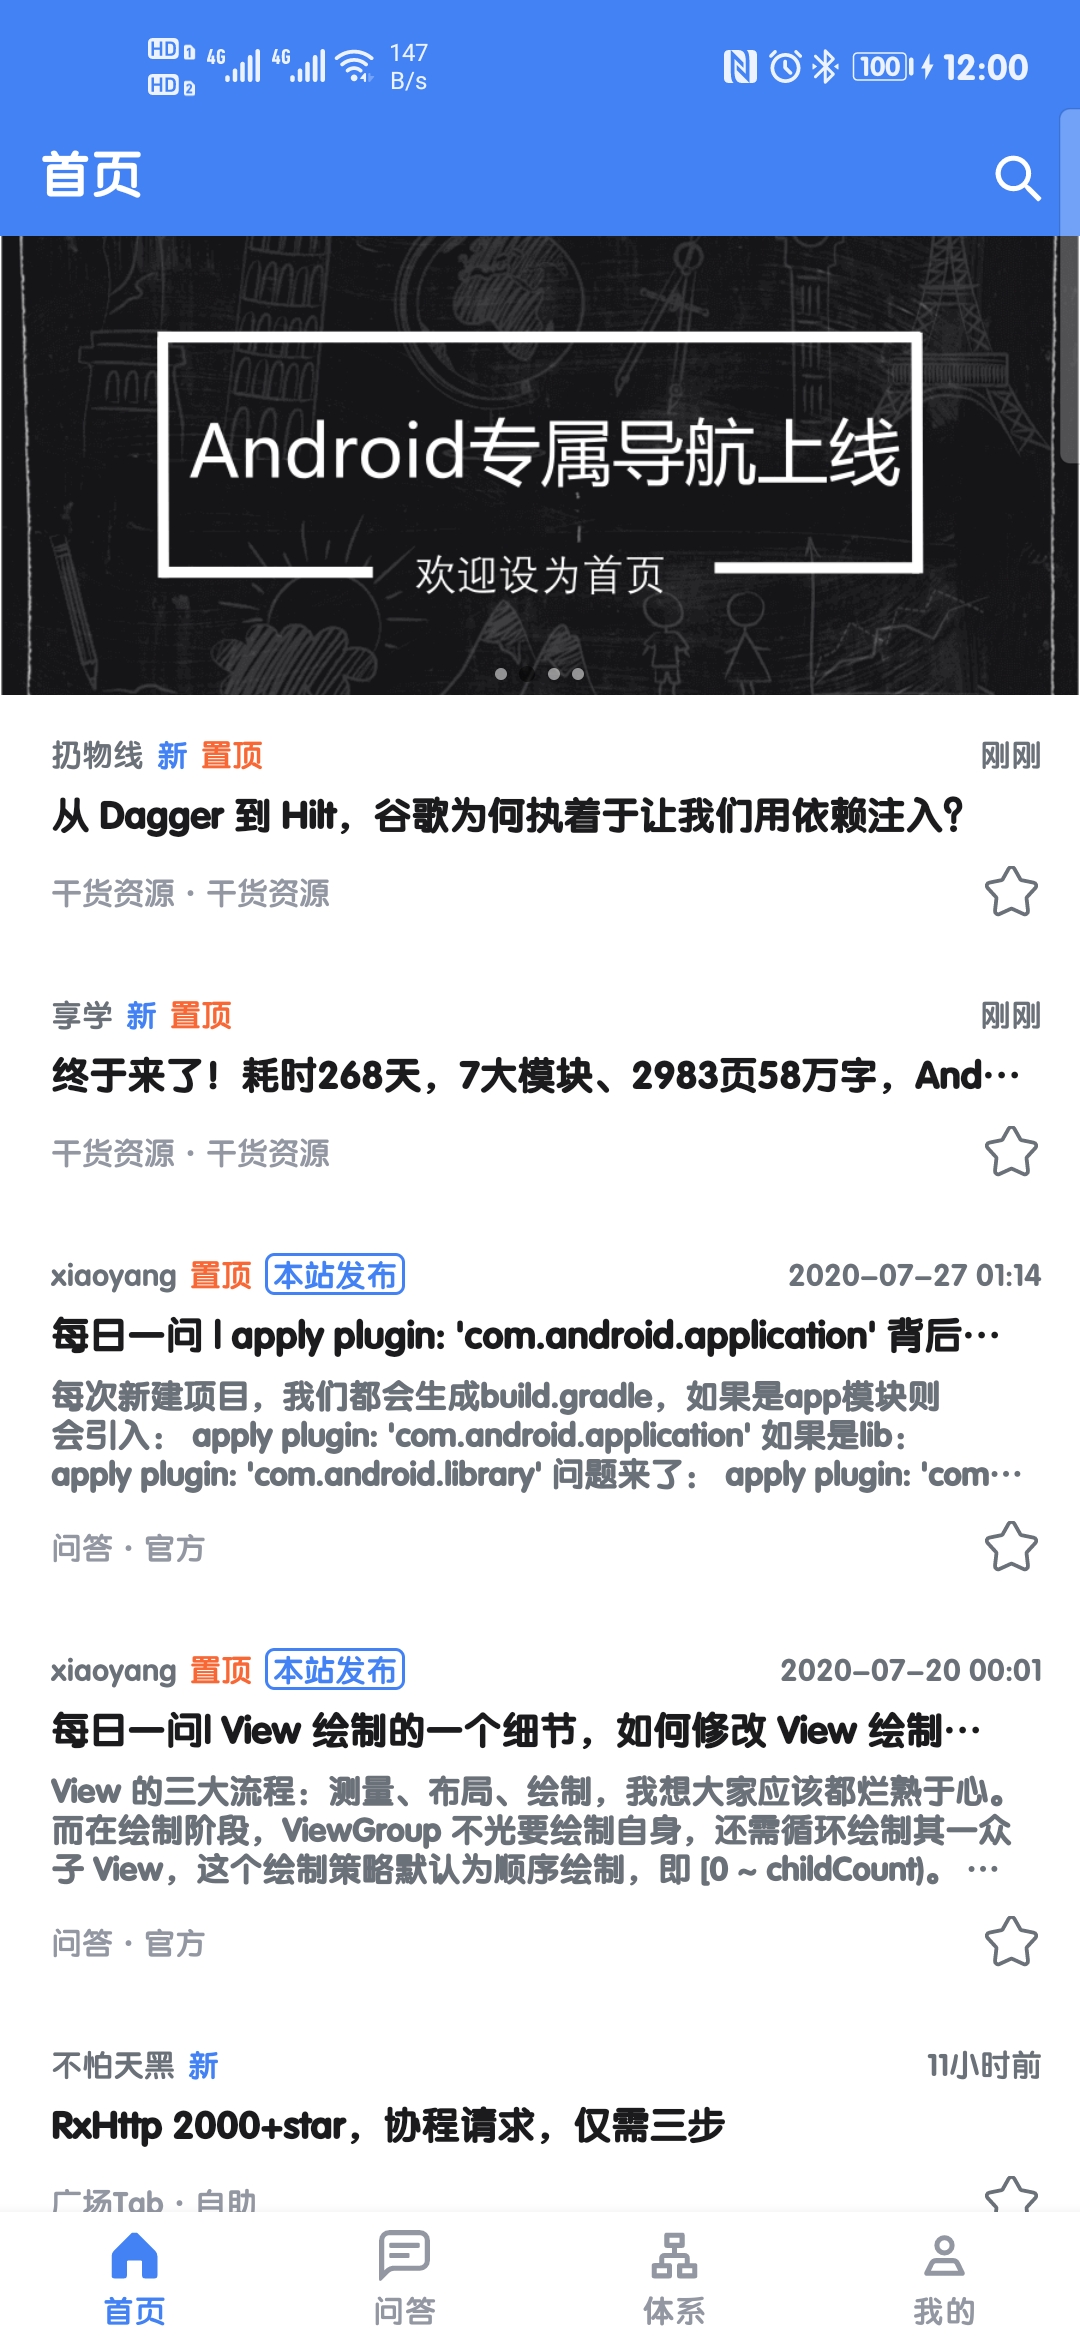 HD 1 4G 4G 147
HD 2 B/s
100 12:00
首页
Android专属导航上线
欢迎设为首页
扔物线 新 置顶 刚刚
从 Dagger 到 Hilt，谷歌为何执着于让我们用依赖注入？
干货资源 · 干货资源
享学 新 置顶 刚刚
终于来了！耗时268天，7大模块、2983页58万字，And···
干货资源 · 干货资源
xiaoyang 置顶 本站发布 2020-07-27 01:14
每日一问 | apply plugin: 'com.android.application' 背后···
每次新建项目，我们都会生成build.gradle，如果是app模块则
会引入： apply plugin: 'com.android.application' 如果是lib：
apply plugin: 'com.android.library' 问题来了： apply plugin: 'com···
问答 · 官方
xiaoyang 置顶 本站发布 2020-07-20 00:01
每日一问| View 绘制的一个细节，如何修改 View 绘制···
View 的三大流程：测量、布局、绘制，我想大家应该都烂熟于心。
而在绘制阶段，ViewGroup 不光要绘制自身，还需循环绘制其一众
子 View，这个绘制策略默认为顺序绘制，即 [0 ~ childCount)。 ···
问答 · 官方
不怕天黑 新 11小时前
RxHttp 2000+star，协程请求，仅需三步
广场Tab · 自助
首页 问答 体系 我的